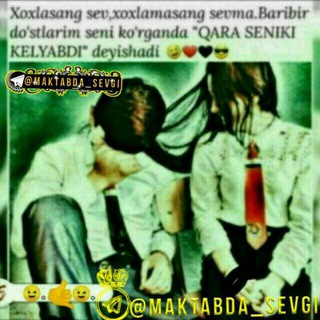 Xoxlasang sev,xoxlamasang sevma.Baribir
do'stlarim seni ko'rganda "QARA SENIKI
KELYABDI" deyishadi 🤣❤️🖤😎
@MAKTABDA_SEVGI
@MAKTABDA_SEVGI